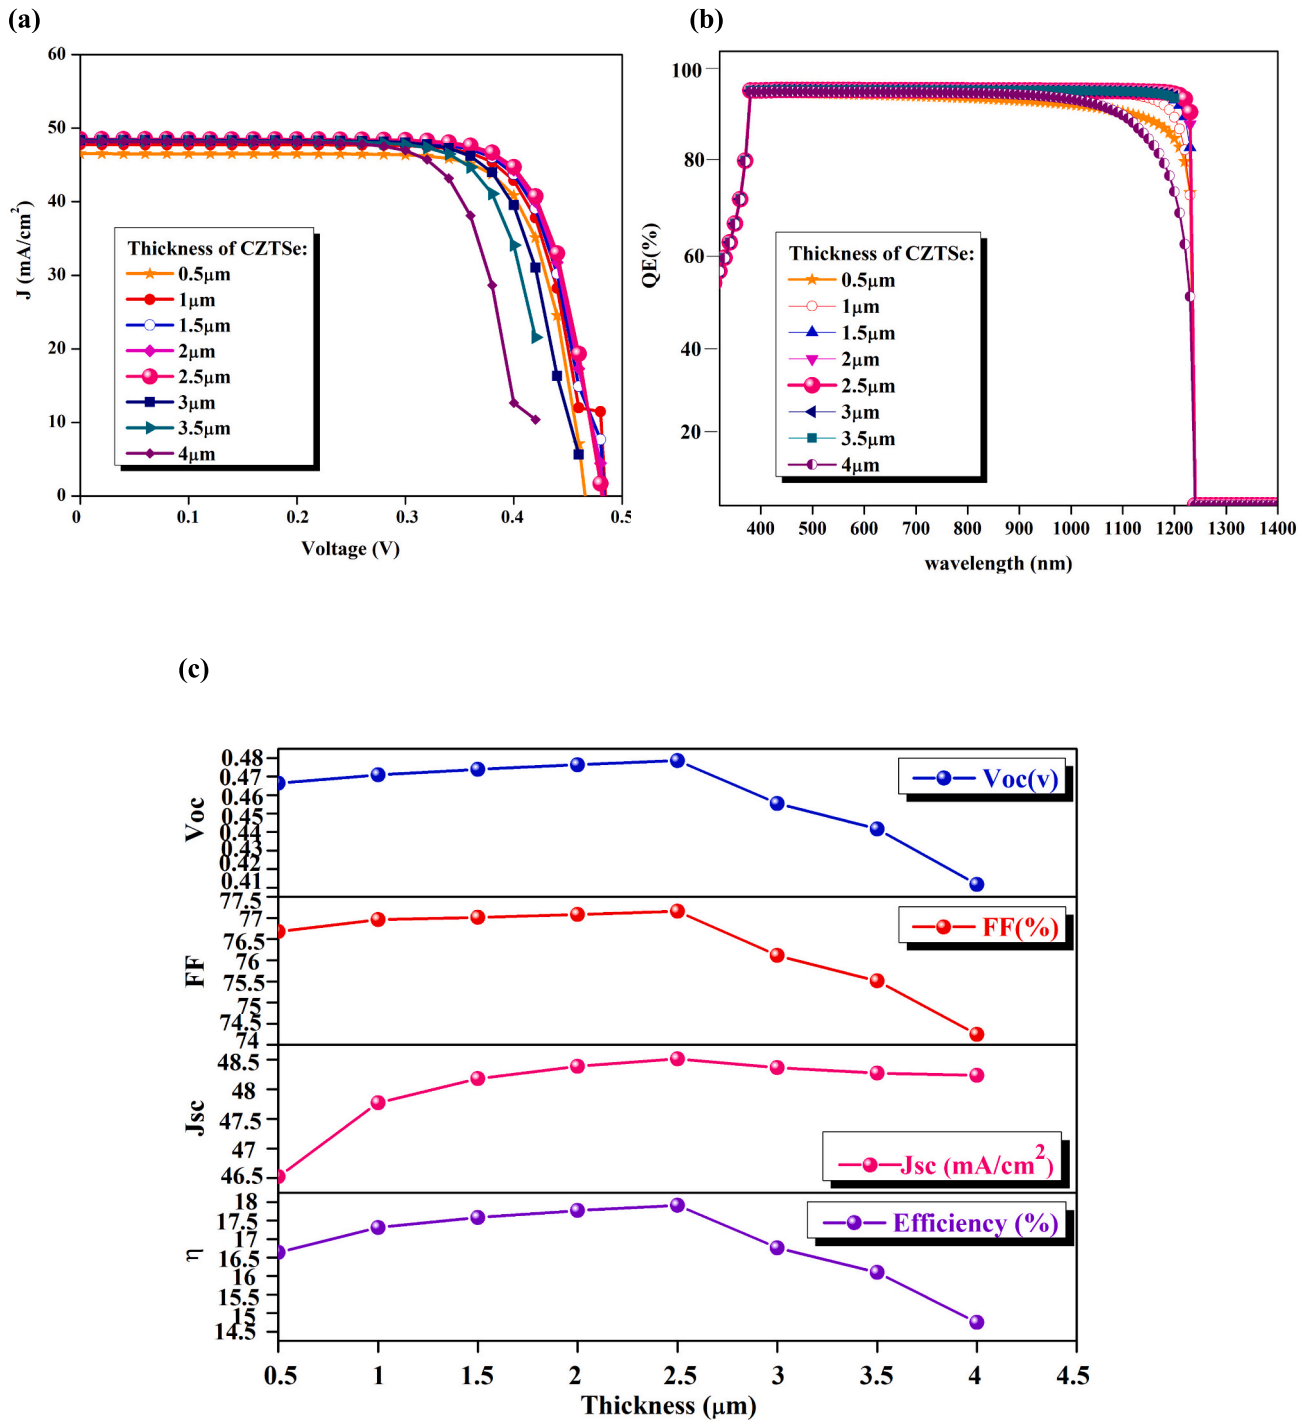 (a)
60
50
40
30
20
10
0
J (mA/cm²)
Thickness of CZTSe:
0.5μm
1μm
1.5μm
2μm
2.5μm
3μm
3.5μm
4μm
0 0.1 0.2 0.3 0.4 0.5
Voltage (V)
(b)
100
80
60
40
20
QE(%)
Thickness of CZTSe:
0.5μm
1μm
1.5μm
2μm
2.5μm
3μm
3.5μm
4μm
400 500 600 700 800 900 1000 1100 1200 1300 1400
wavelength (nm)
(c)
0.48
0.47
0.46
0.45
0.44
0.43
0.42
0.41
Voc
Voc(v)
77.5
77
76.5
76
75.5
75
74.5
74
FF
FF(%)
48.5
48
47.5
47
46.5
Jsc
Jsc (mA/cm²)
18
17.5
17
16.5
16
15.5
15
14.5
η
Efficiency (%)
0.5 1 1.5 2 2.5 3 3.5 4 4.5
Thickness (μm)